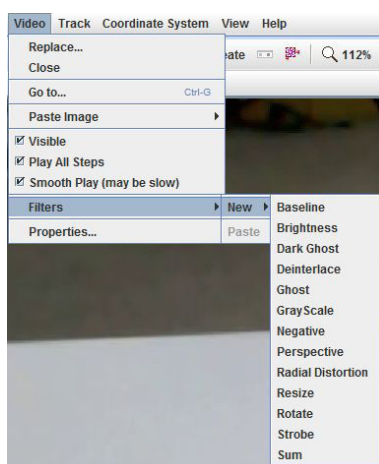 Video Track Coordinate System View Help
Replace...
Close
eate 112%
Go to... Ctrl-G
Paste Image
Visible
Play All Steps
Smooth Play (may be slow)
Filters New Baseline
Properties... Paste Brightness
Dark Ghost
Deinterlace
Ghost
GrayScale
Negative
Perspective
Radial Distortion
Resize
Rotate
Strobe
Sum